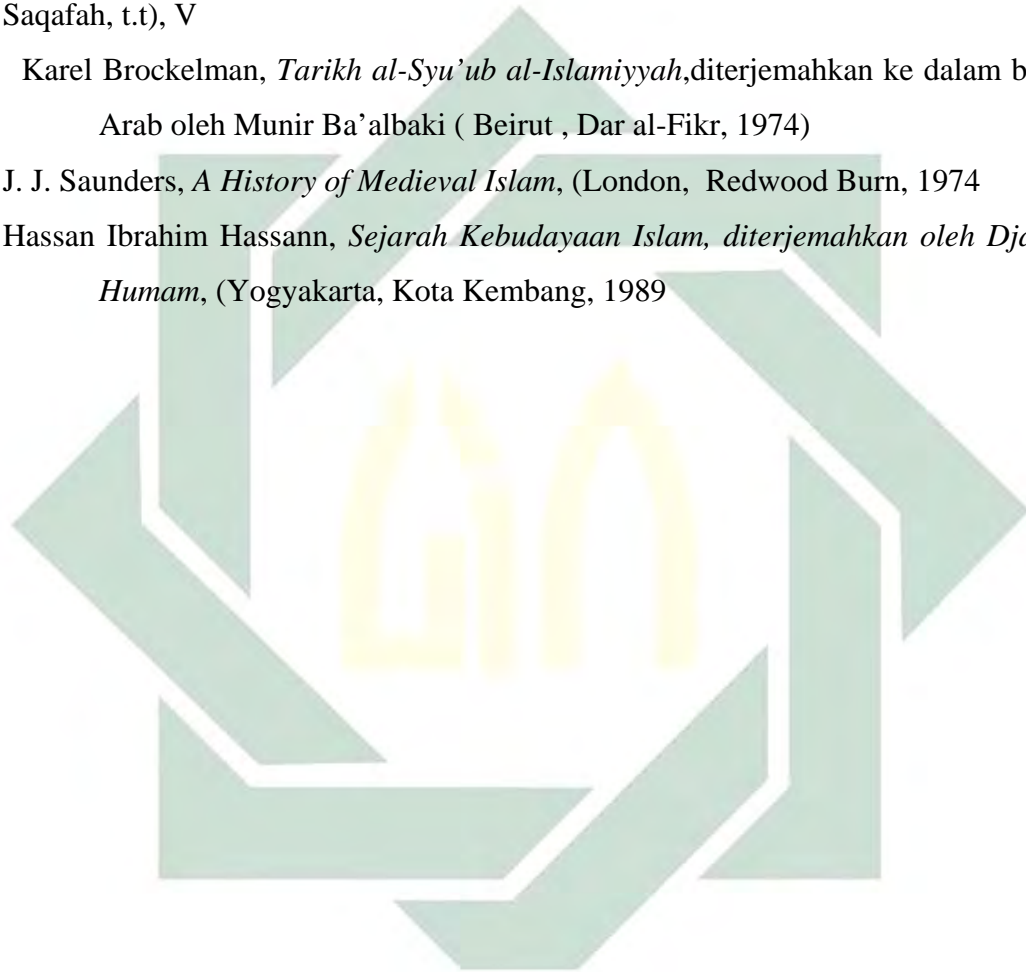 Saqafah, t.t), V
Karel Brockelman, Tarikh al-Syu’ub al-Islamiyyah,diterjemahkan ke dalam
Arab oleh Munir Ba’albaki ( Beirut , Dar al-Fikr, 1974)
J. J. Saunders, A History of Medieval Islam, (London, Redwood Burn, 1974
Hassan Ibrahim Hassann, Sejarah Kebudayaan Islam, diterjemahkan oleh
Humam, (Yogyakarta, Kota Kembang, 1989